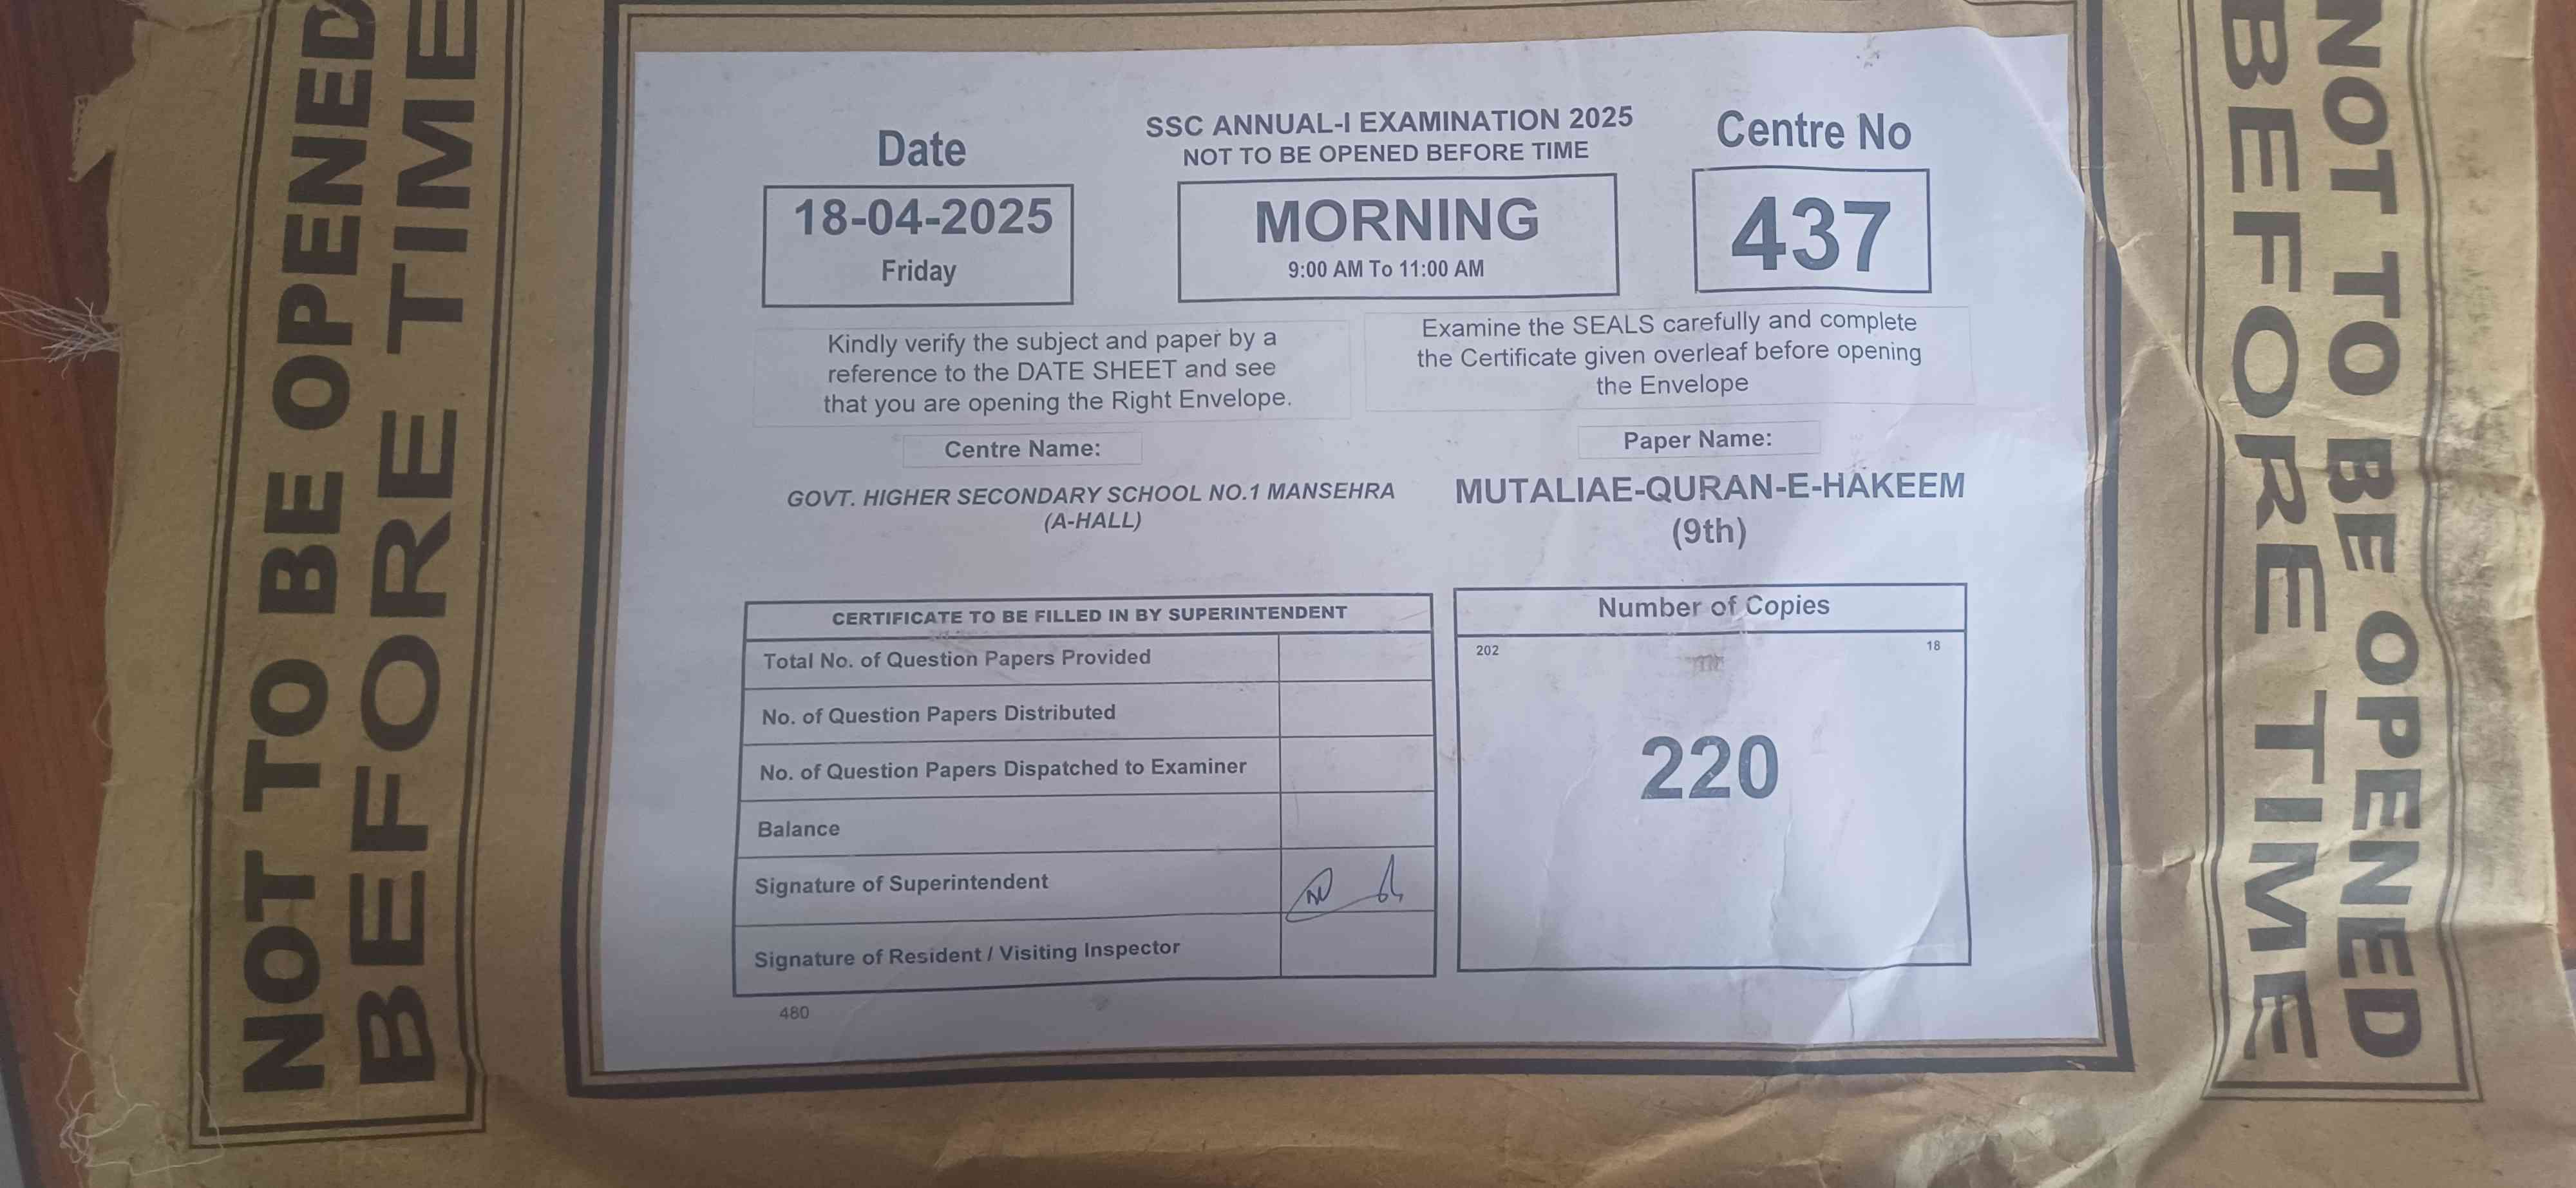 NOT TO BE OPENED
BEFORE TIME
SSC ANNUAL-I EXAMINATION 2025
NOT TO BE OPENED BEFORE TIME
Date
18-04-2025
Friday
MORNING
9:00 AM To 11:00 AM
Centre No
437
Kindly verify the subject and paper by a
reference to the DATE SHEET and see
that you are opening the Right Envelope.
Examine the SEALS carefully and complete
the Certificate given overleaf before opening
the Envelope
Centre Name:
GOVT. HIGHER SECONDARY SCHOOL NO.1 MANSEHRA
(A-HALL)
Paper Name:
MUTALIAE-QURAN-E-HAKEEM
(9th)
CERTIFICATE TO BE FILLED IN BY SUPERINTENDENT
Total No. of Question Papers Provided
No. of Question Papers Distributed
No. of Question Papers Dispatched to Examiner
Balance
Signature of Superintendent
Signature of Resident / Visiting Inspector
480
Number of Copies
202
18
220
NOT TO BE OPENED
BEFORE TIME